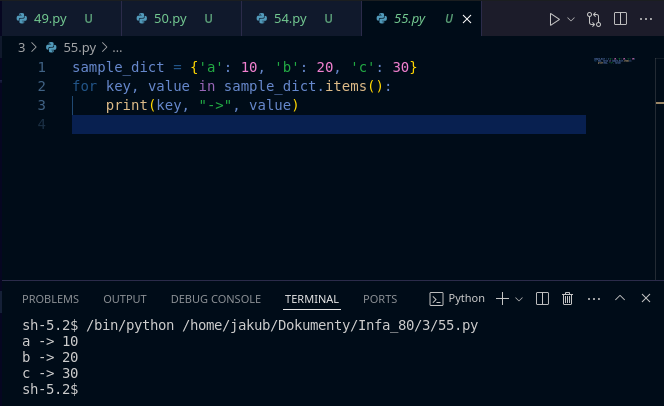 49.py U 50.py U 54.py U 55.py U
3 > 55.py > ...
1 sample_dict = {'a': 10, 'b': 20, 'c': 30}
2 for key, value in sample_dict.items():
3 print(key, "->", value)
4
PROBLEMS OUTPUT DEBUG CONSOLE TERMINAL PORTS Python
sh-5.2$ /bin/python /home/jakub/Dokumenty/Infa_80/3/55.py
a -> 10
b -> 20
c -> 30
sh-5.2$